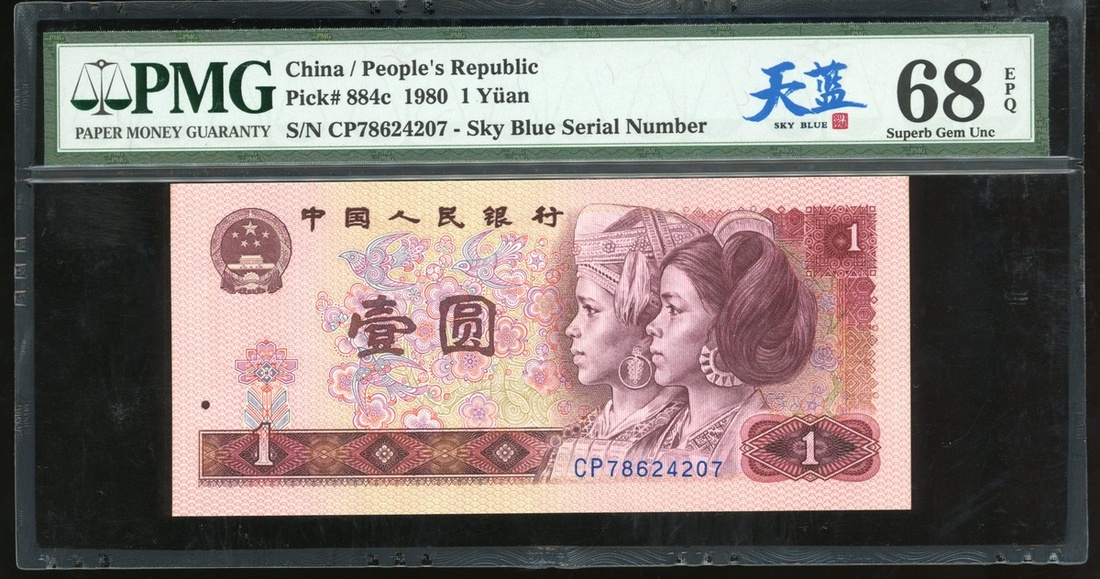 PMG
PAPER MONEY GUARANTY
China / People's Republic
Pick# 884c 1980 1 Yüan
S/N CP78624207 - Sky Blue Serial Number
天蓝
SKY BLUE
68
EPQ
Superb Gem Unc
中国人民银行
1
壹圆
1
1
CP78624207